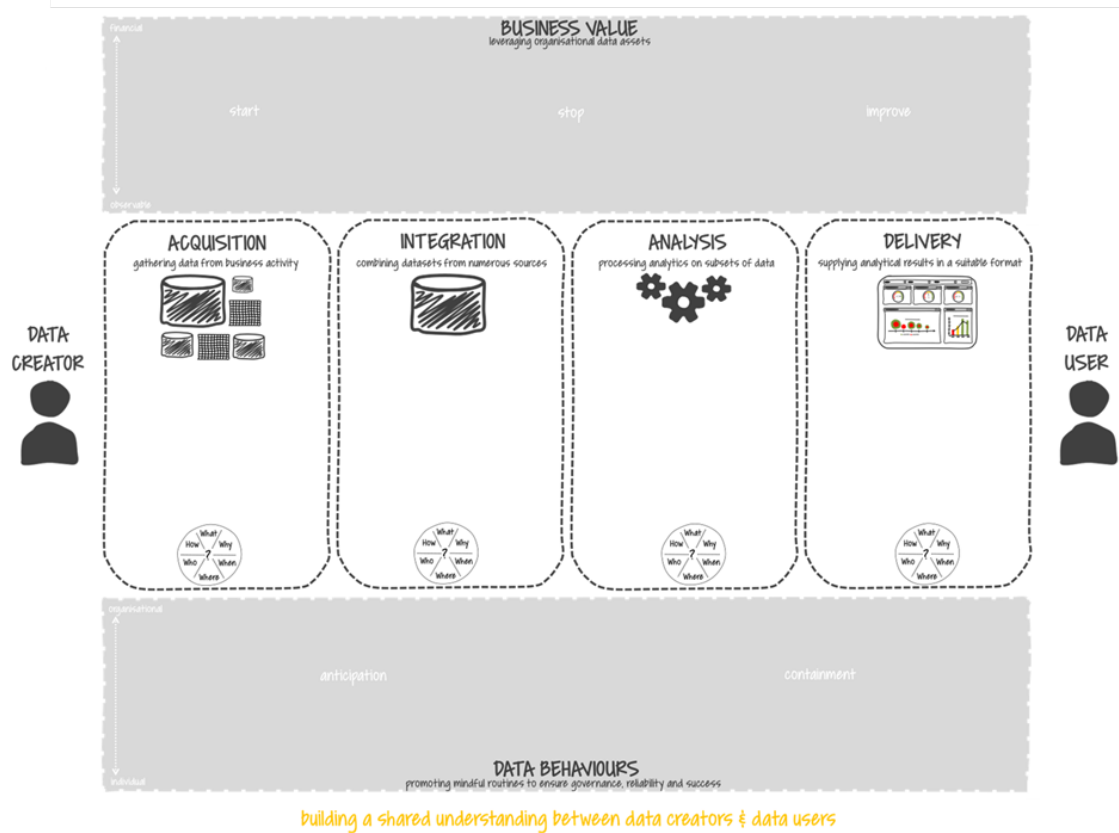 financial
BUSINESS VALUE
leveraging organisational data assets
start
stop
improve
observable
DATA
CREATOR
ACQUISITION
gathering data from business activity
What
Why
When
Where
Who
How
?
INTEGRATION
combining datasets from numerous sources
What
Why
When
Where
Who
How
?
ANALYSIS
processing analytics on subsets of data
What
Why
When
Where
Who
How
?
DELIVERY
supplying analytical results in a suitable format
What
Why
When
Where
Who
How
?
DATA
USER
organisational
anticipation
containment
individual
DATA BEHAVIOURS
promoting mindful routines to ensure governance, reliability and success
building a shared understanding between data creators & data users